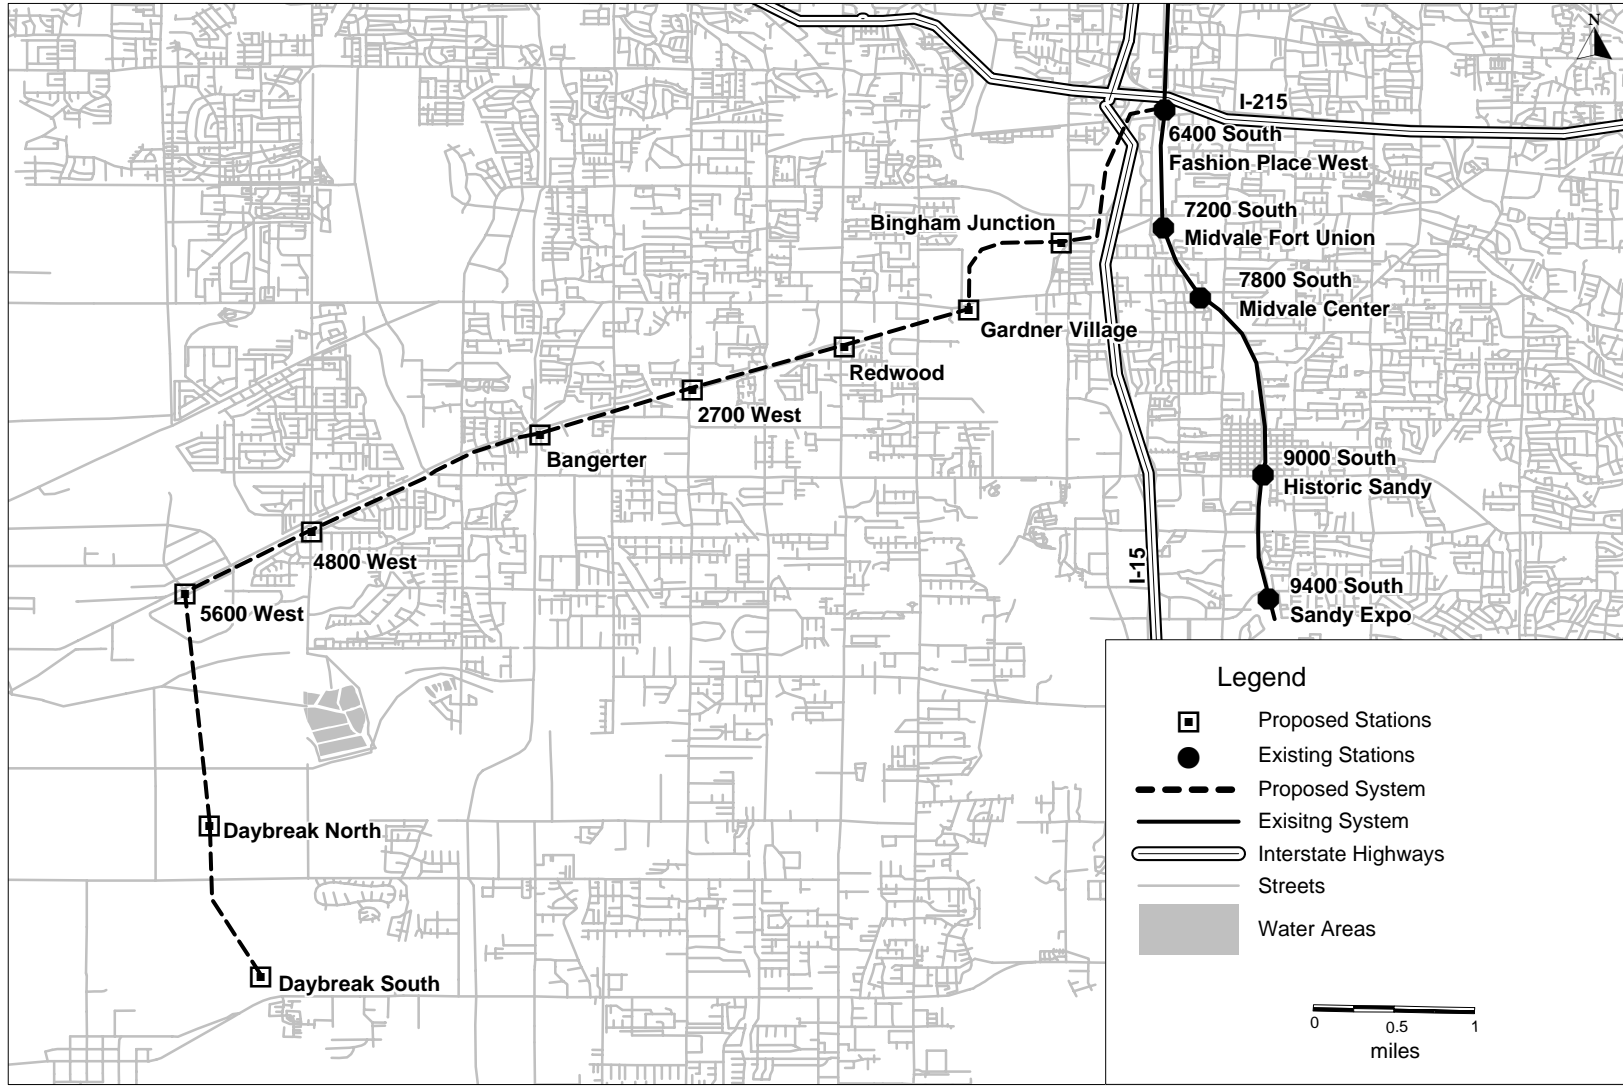 N
I-215
6400 South
Fashion Place West
7200 South
Midvale Fort Union
Bingham Junction
7800 South
Midvale Center
Gardner Village
Redwood
2700 West
Bangerter
9000 South
Historic Sandy
4800 West
I-15
9400 South
Sandy Expo
5600 West
Daybreak North
Daybreak South
Legend
Proposed Stations
Existing Stations
Proposed System
Exisitng System
Interstate Highways
Streets
Water Areas
0 0.5 1
miles